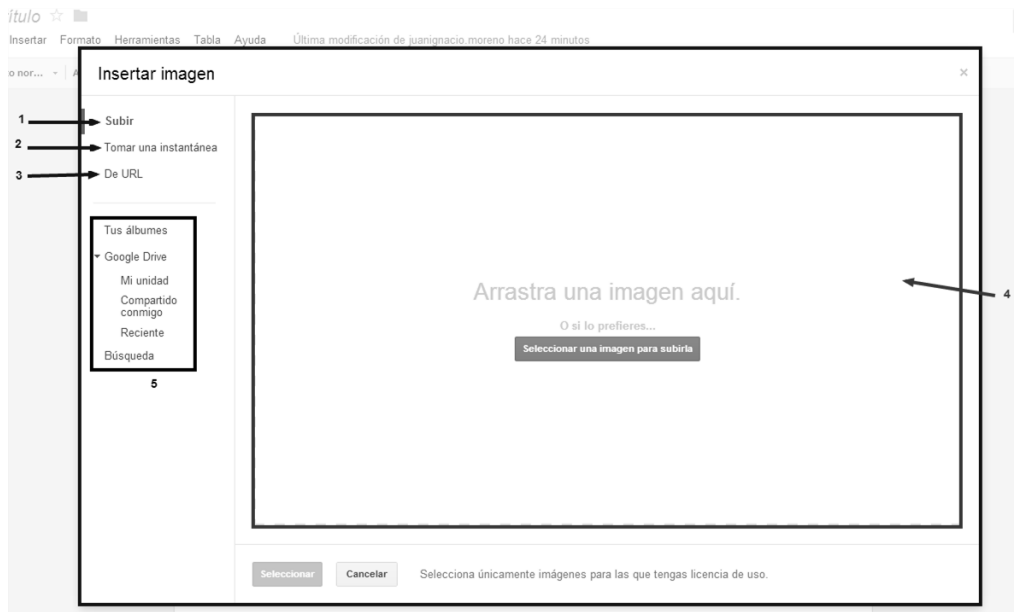 ítulo
Insertar Formato Herramientas Tabla Ayuda Última modificación de juanignacio.moreno hace 24 minutos
o nor... A
Insertar imagen ×
1 Subir
2 Tomar una instantánea
3 De URL
Tus álbumes
Google Drive
Mi unidad
Compartido
conmigo
Reciente
Búsqueda
5
Arrastra una imagen aquí.
4
O si lo prefieres...
Seleccionar una imagen para subirla
Seleccionar Cancelar Selecciona únicamente imágenes para las que tengas licencia de uso.